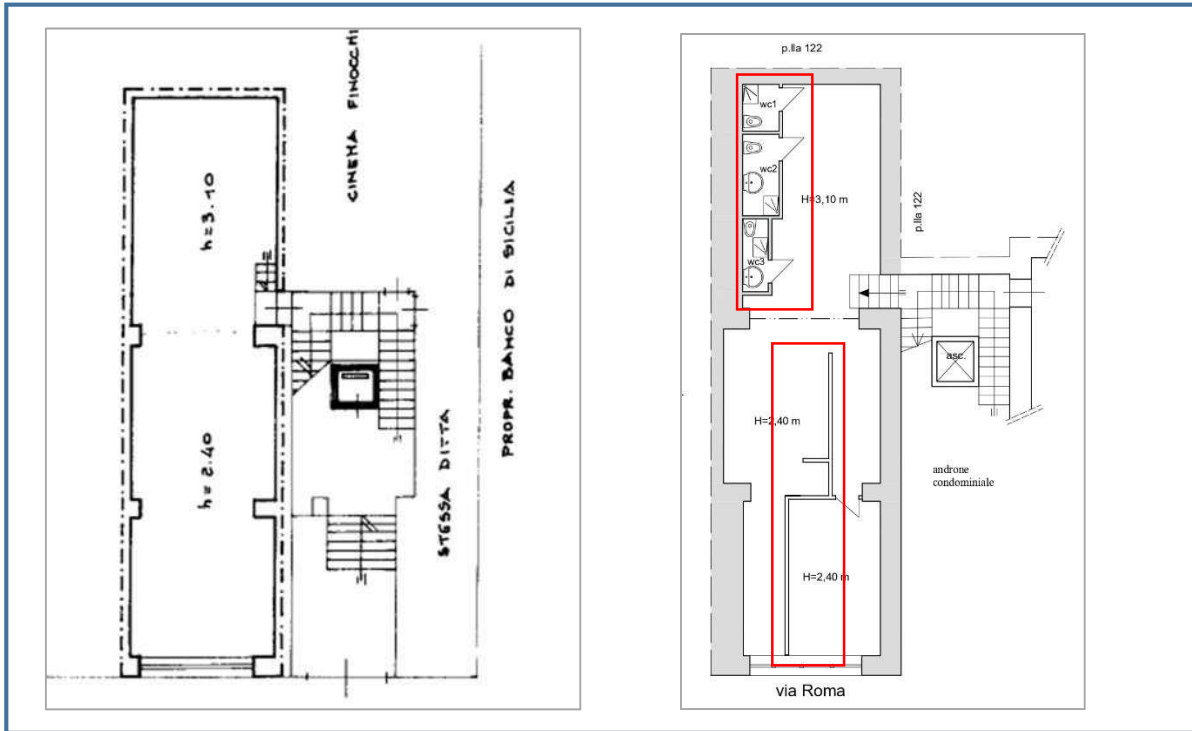 CINEMA FINOCCHI
h=3.10
PROPR. BANCO DI SICILIA
h=2.40
STESSA DITTA
p.lla 122
wc1
wc2
H=3,10 m
p.lla 122
wc3
asc.
H=2,40 m
androne
condominiale
H=2,40 m
via Roma